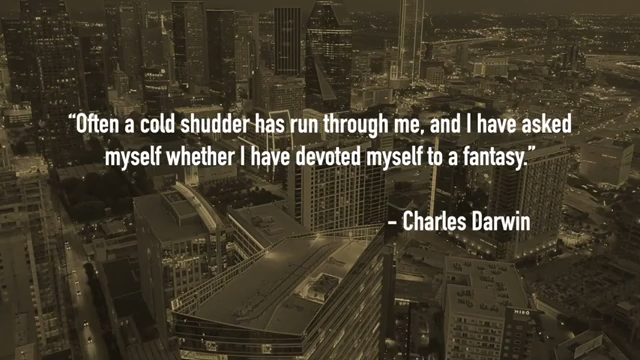 “Often a cold shudder has run through me, and I have asked
myself whether I have devoted myself to a fantasy.”
– Charles Darwin